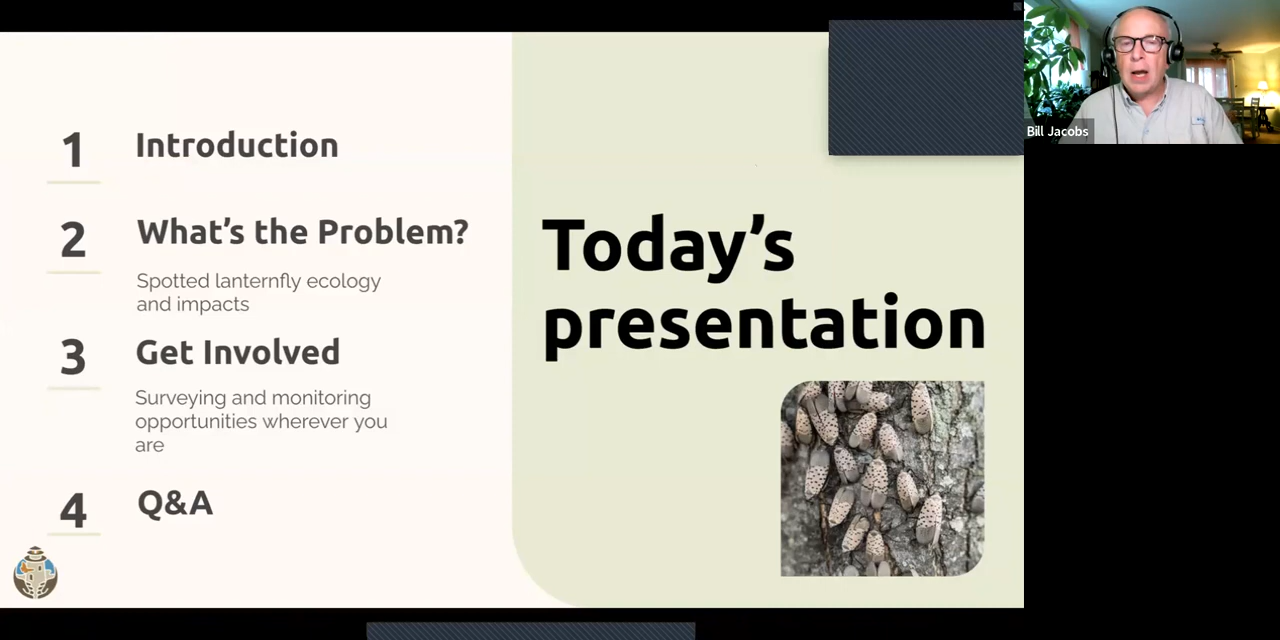 1
Introduction
2
What's the Problem?
Spotted lanternfly ecology
and impacts
3
Get Involved
Surveying and monitoring
opportunities wherever you
are
4
Q&A
Today's
presentation
Bill Jacobs